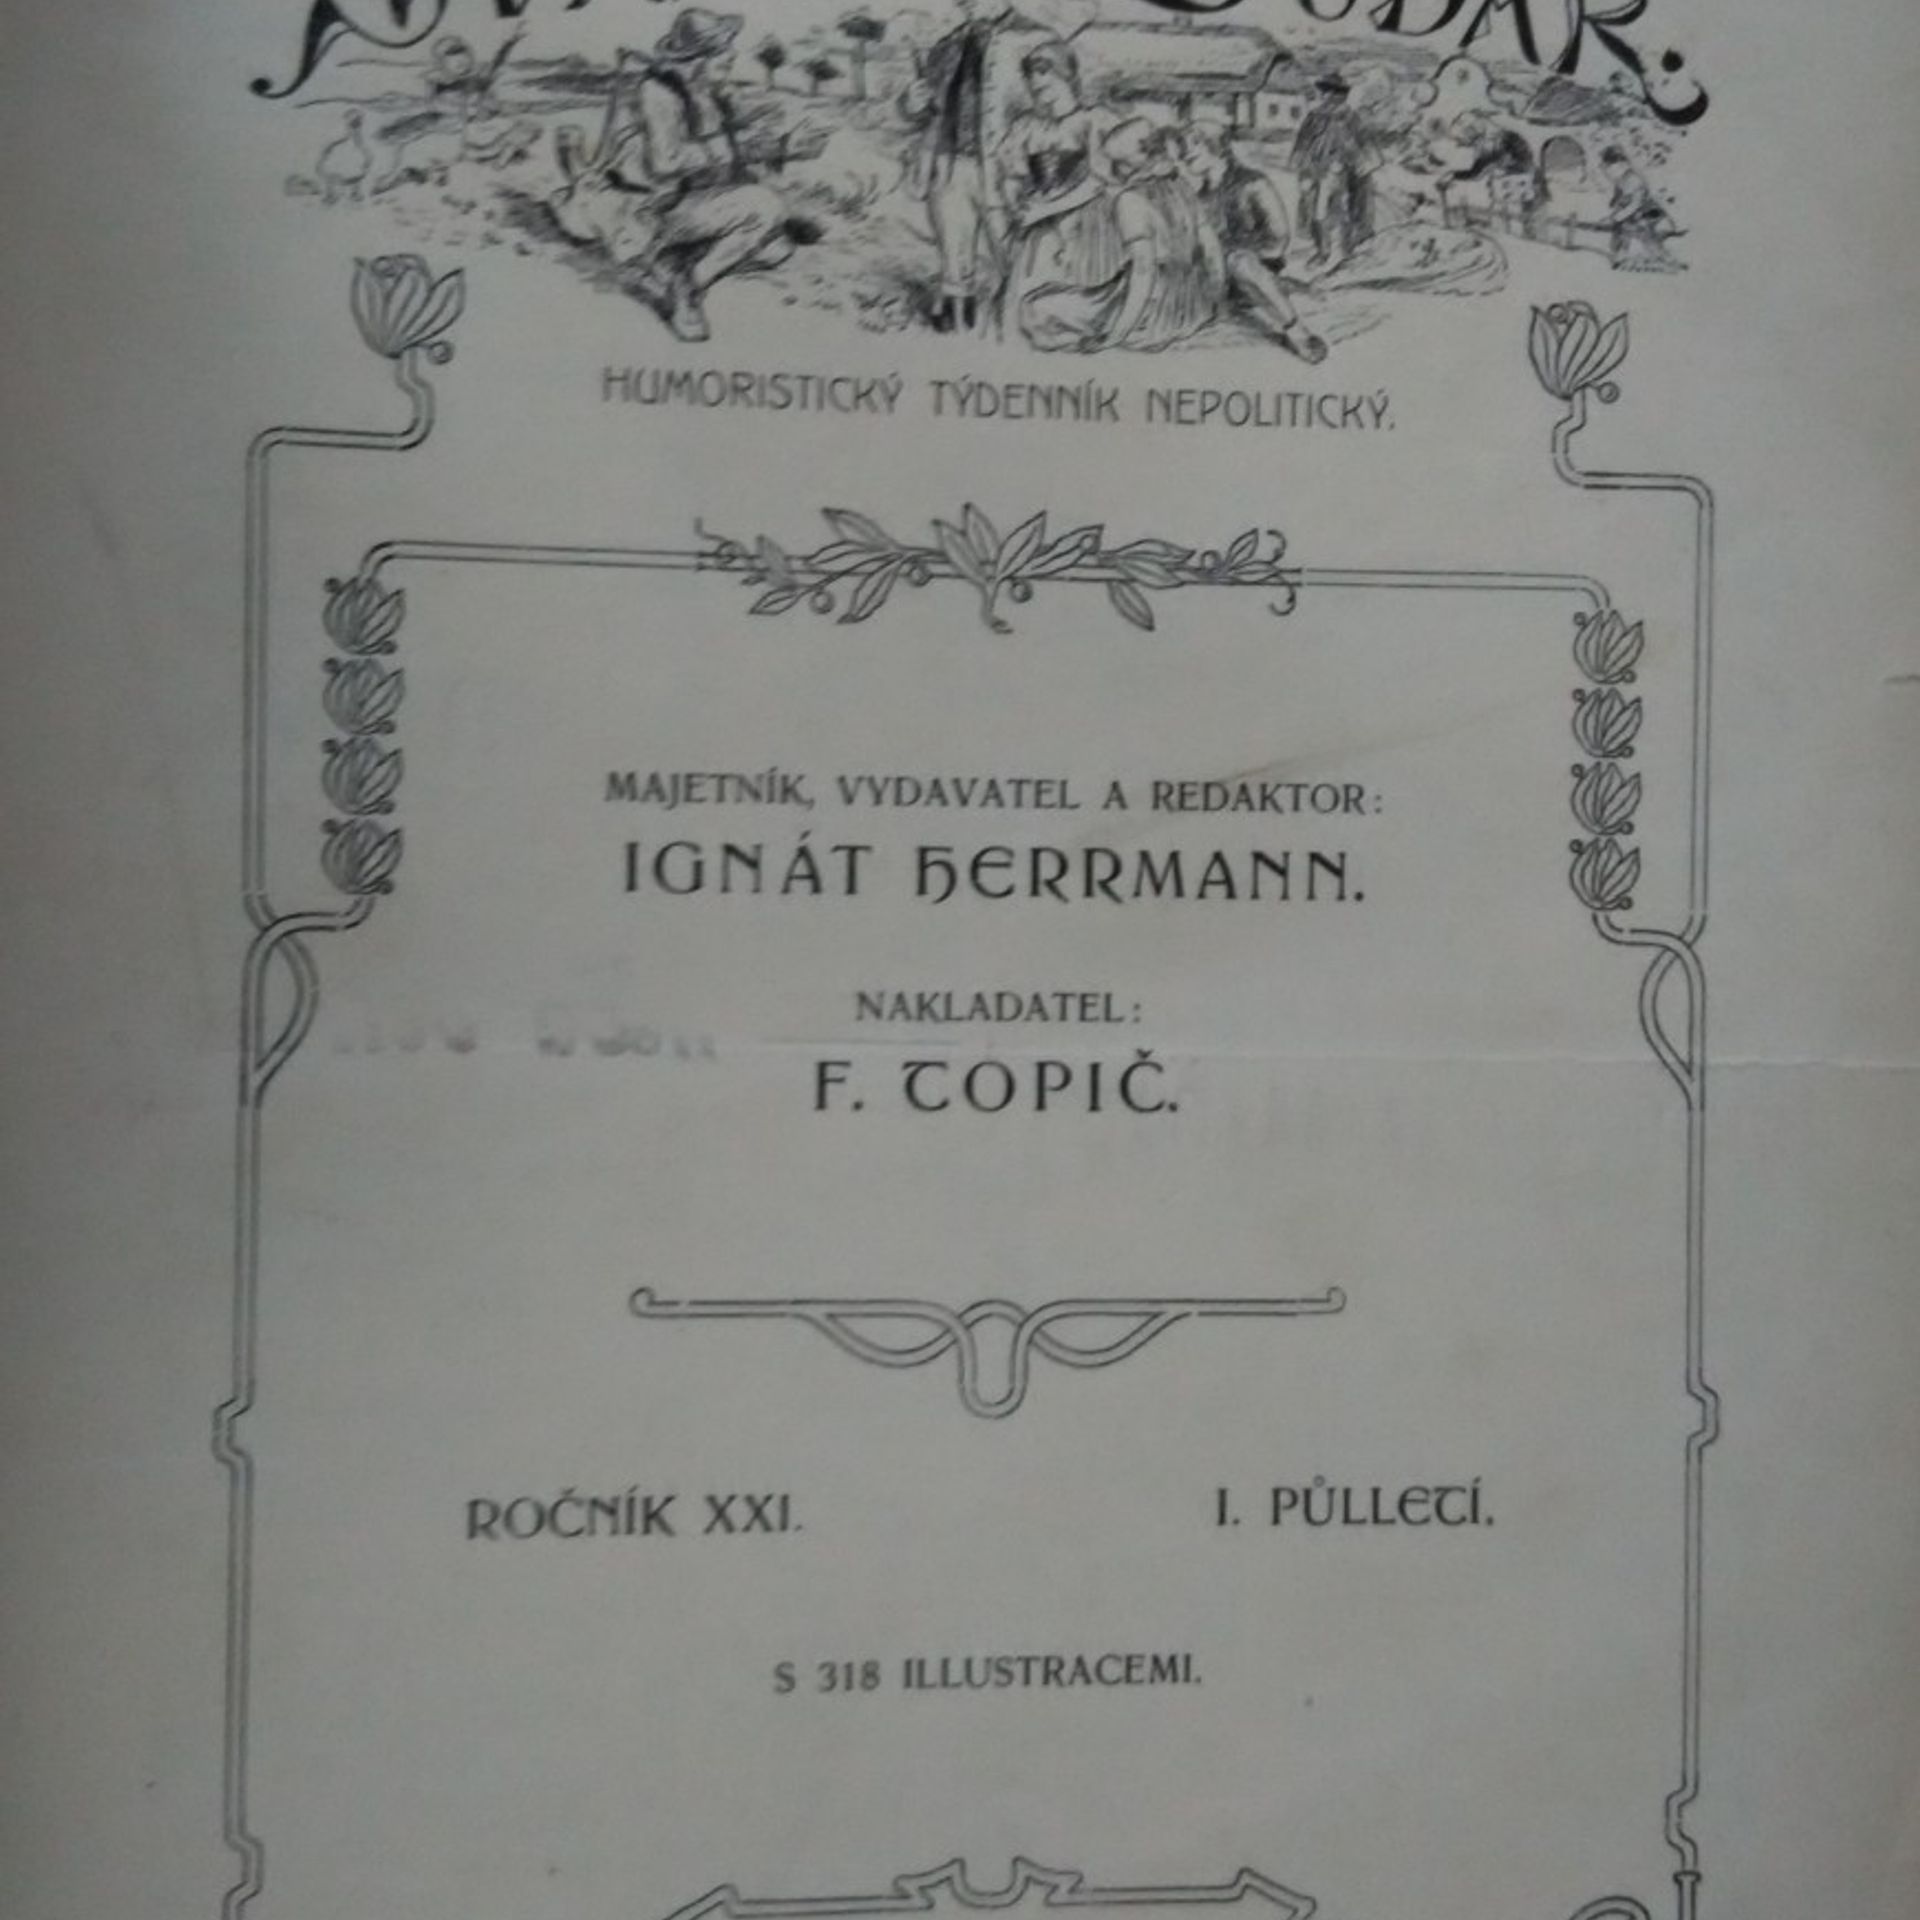 HUMORISTICKÝ TÝDENNÍK NEPOLITICKÝ.
MAJETNÍK, VYDAVATEL A REDAKTOR:
IGNÁT HERRMANN.
NAKLADATEL:
F. TOPIČ.
ROČNÍK XXI. I. PŮLLETÍ.
S 318 ILLUSTRACEMI.